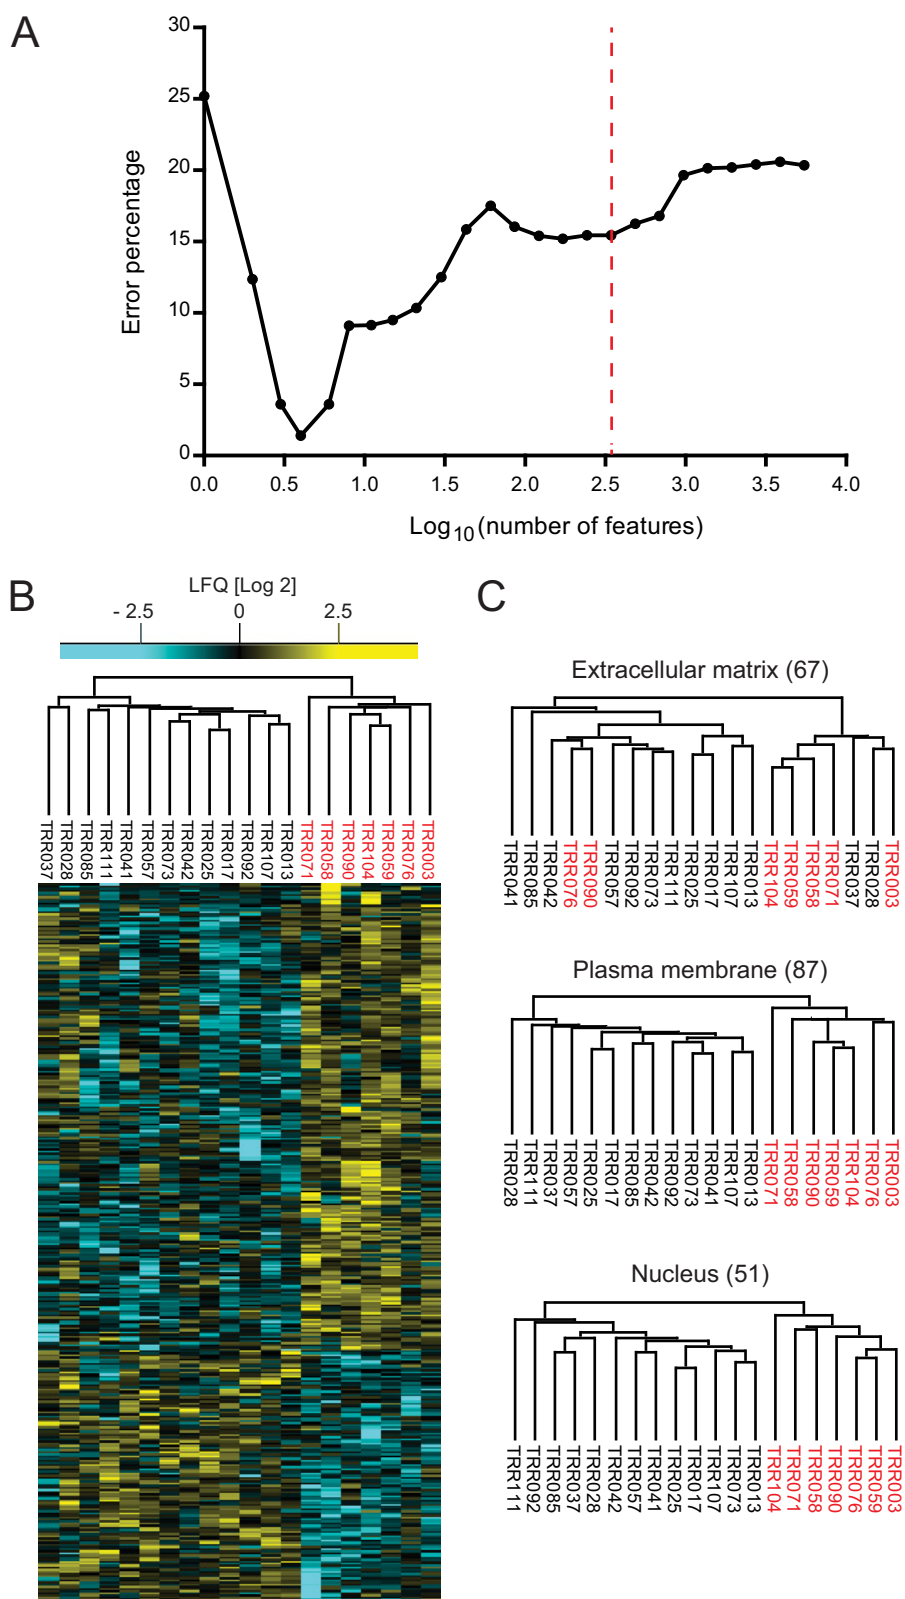 A
30
25
20
15
10
5
0
Error percentage
0.0 0.5 1.0 1.5 2.0 2.5 3.0 3.5 4.0
Log10(number of features)
B
LFQ [Log 2]
- 2.5 0 2.5
TRR037 TRR028 TRR085 TRR111 TRR041 TRR057 TRR073 TRR042 TRR025 TRR017 TRR092 TRR107 TRR013 TRR071 TRR058 TRR090 TRR104 TRR059 TRR076 TRR003
C
Extracellular matrix (67)
TRR041 TRR085 TRR042 TRR076 TRR090 TRR057 TRR092 TRR073 TRR111 TRR025 TRR017 TRR107 TRR013 TRR104 TRR059 TRR058 TRR071 TRR037 TRR028 TRR003
Plasma membrane (87)
TRR028 TRR111 TRR037 TRR057 TRR025 TRR017 TRR085 TRR042 TRR092 TRR073 TRR041 TRR107 TRR013 TRR071 TRR058 TRR090 TRR059 TRR104 TRR076 TRR003
Nucleus (51)
TRR111 TRR092 TRR085 TRR037 TRR028 TRR042 TRR057 TRR041 TRR025 TRR017 TRR107 TRR073 TRR013 TRR104 TRR071 TRR058 TRR090 TRR076 TRR059 TRR003